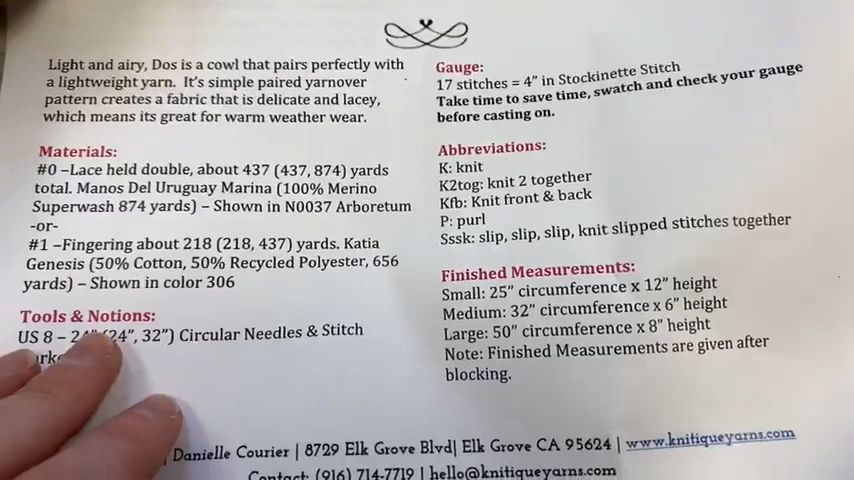 Light and airy, Dos is a cowl that pairs perfectly with
a lightweight yarn. It's simple paired yarnover
pattern creates a fabric that is delicate and lacey,
which means its great for warm weather wear.
Materials:
#0 –Lace held double, about 437 (437, 874) yards
total. Manos Del Uruguay Marina (100% Merino
Superwash 874 yards) – Shown in N0037 Arboretum
-or-
#1 –Fingering about 218 (218, 437) yards. Katia
Genesis (50% Cotton, 50% Recycled Polyester, 656
yards) – Shown in color 306
Tools & Notions:
US 8 – 24" (24", 32") Circular Needles & Stitch
Gauge:
17 stitches = 4" in Stockinette Stitch
Take time to save time, swatch and check your gauge
before casting on.
Abbreviations:
K: knit
K2tog: knit 2 together
Kfb: Knit front & back
P: purl
Sssk: slip, slip, slip, knit slipped stitches together
Finished Measurements:
Small: 25" circumference x 12" height
Medium: 32" circumference x 6" height
Large: 50" circumference x 8" height
Note: Finished Measurements are given after
blocking.
Danielle Courier | 8729 Elk Grove Blvd| Elk Grove CA 95624 | www.knitiqueyarns.com
Contact: (916) 714-7719 | hello@knitiqueyarns.com